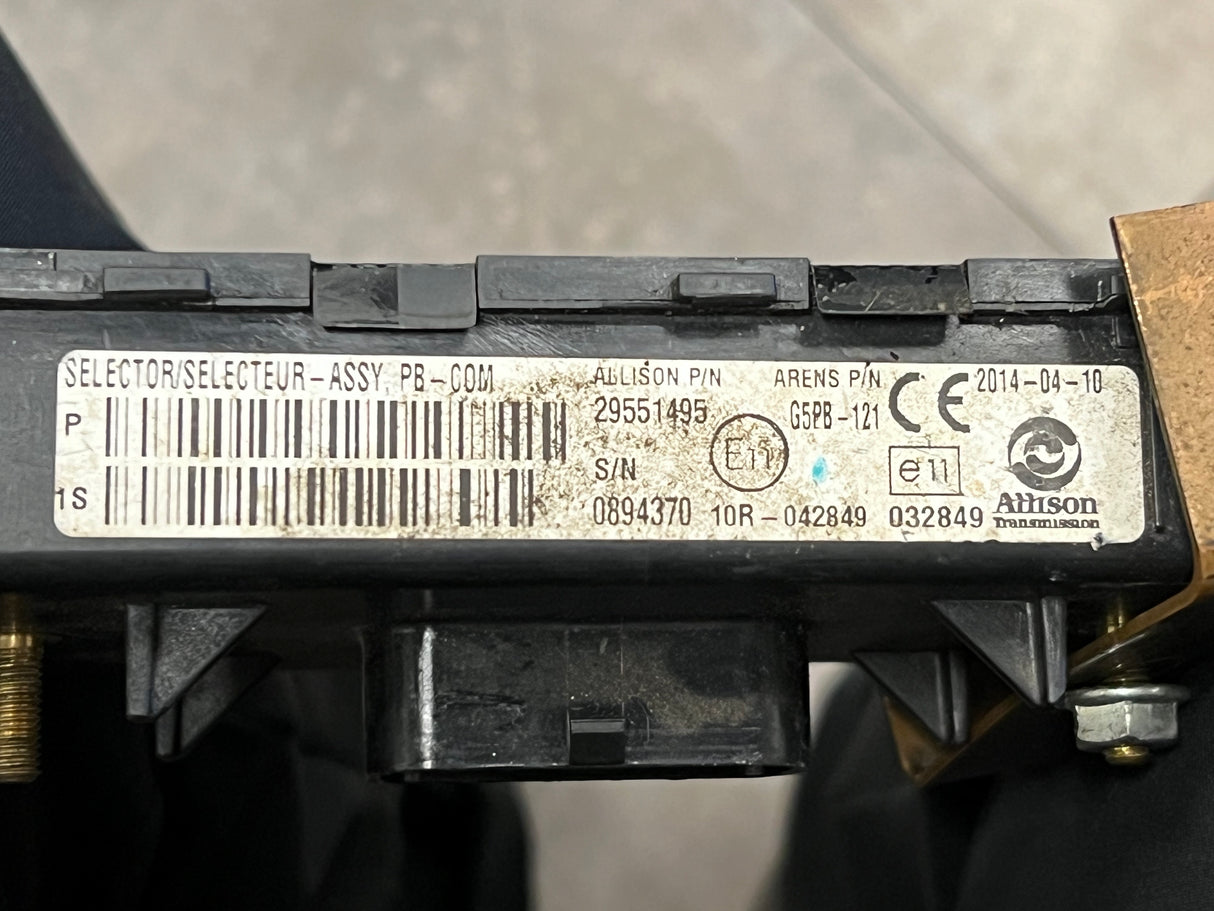 SELECTOR/SELECTEUR-ASSY, PB-COM
P
1S
ALLISON P/N
29551495
S/N
0894370
ARENS P/N
G5PB-121
E11
10R-042849
CE
2014-04-10
e11
032849
Allison
Transmission